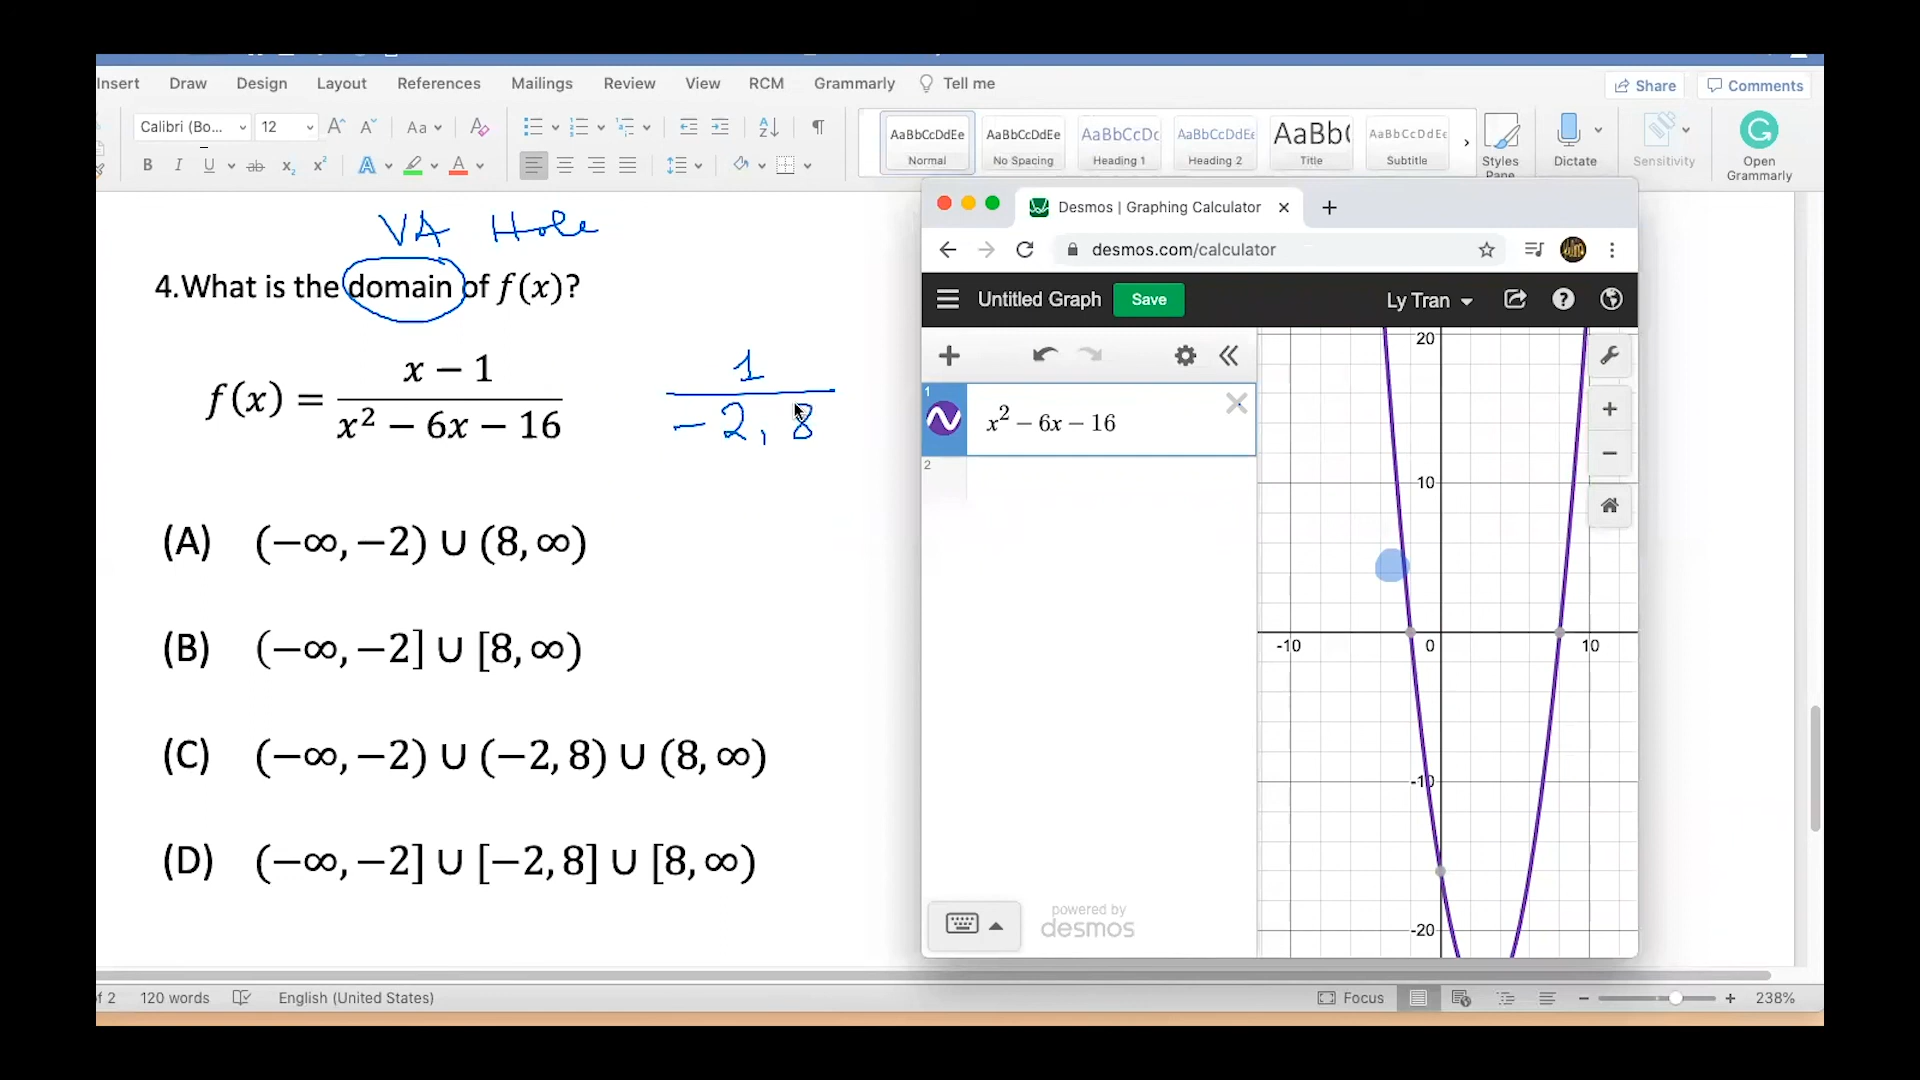 Insert Draw Design Layout References Mailings Review View RCM Grammarly Tell me Share Comments
Calibri (Bo... 12 Aa
AaBbCcDdEe AaBbCcDdEe AaBbCcDc AaBbCcDdEe AaBb( AaBbCcDdEe
Normal No Spacing Heading 1 Heading 2 Title Subtitle
Styles Pane Dictate Sensitivity Open Grammarly
VA Hole
4.What is the domain of f(x)?
f(x) = (x − 1)/(x² − 6x − 16)
1
−2, 8
(A) (−∞, −2) ∪ (8, ∞)
(B) (−∞, −2] ∪ [8, ∞)
(C) (−∞, −2) ∪ (−2, 8) ∪ (8, ∞)
(D) (−∞, −2] ∪ [−2, 8] ∪ [8, ∞)
Desmos | Graphing Calculator
desmos.com/calculator
Untitled Graph Save Ly Tran
1
x² − 6x − 16
2
20
10
-10 0 10
-10
-20
powered by
desmos
f 2 120 words English (United States) Focus 238%